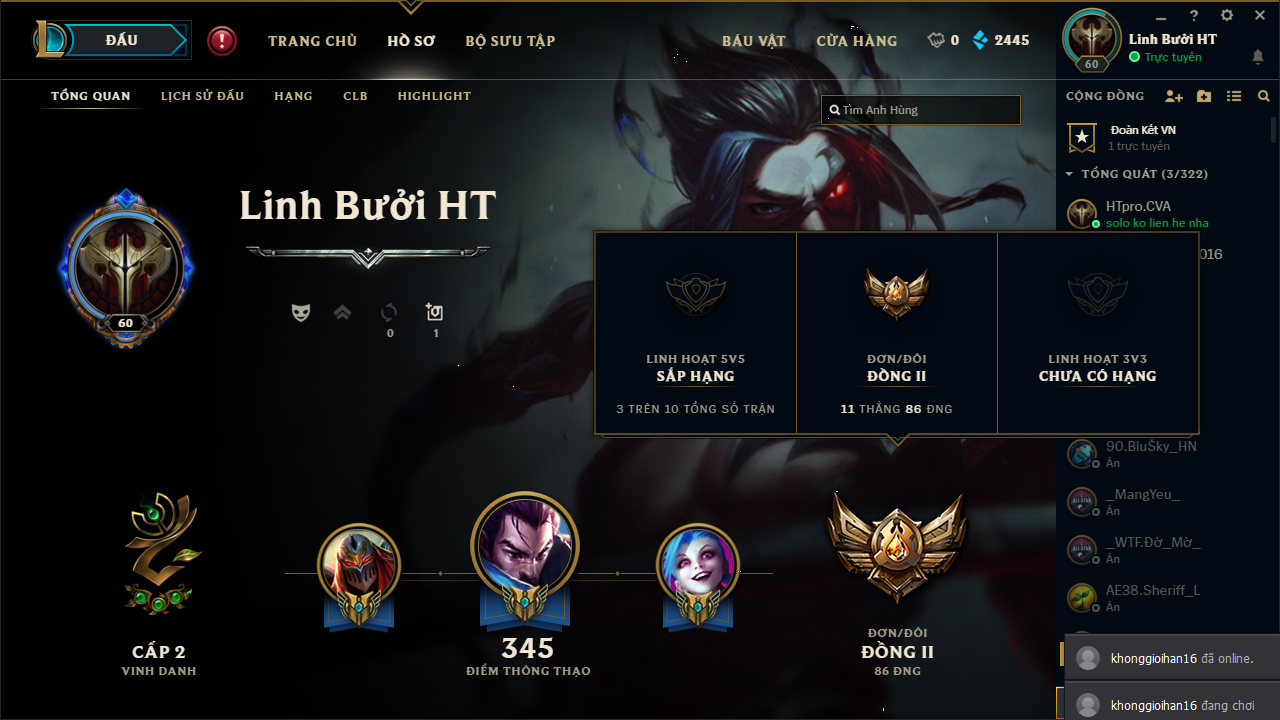 ĐẤU
TRANG CHỦ
HỒ SƠ
BỘ SƯU TẬP
BÁU VẬT
CỬA HÀNG
0
2445
60
Linh Bưởi HT
Trực tuyến
TỔNG QUAN
LỊCH SỬ ĐẤU
HẠNG
CLB
HIGHLIGHT
Tìm Anh Hùng
CỘNG ĐỒNG
Đoàn Kết VN
1 trực tuyến
TỔNG QUÁT (3/322)
HTpro.CVA
solo ko lien he nha
016
Linh Bưởi HT
60
0
1
LINH HOẠT 5V5
SẮP HẠNG
3 TRÊN 10 TỔNG SỐ TRẬN
ĐƠN/ĐÔI
ĐỒNG II
11 THẮNG 86 ĐNG
LINH HOẠT 3V3
CHƯA CÓ HẠNG
90.BluŠky_HN
Ẩn
_MangYeu_
Ẩn
_WTF.Đờ_Mờ_
Ẩn
AE38.Sheriff_L
Ẩn
CẤP 2
VINH DANH
345
ĐIỂM THÔNG THẠO
ĐƠN/ĐÔI
ĐỒNG II
86 ĐNG
khonggioihan16 đã online.
khonggioihan16 đang chơi